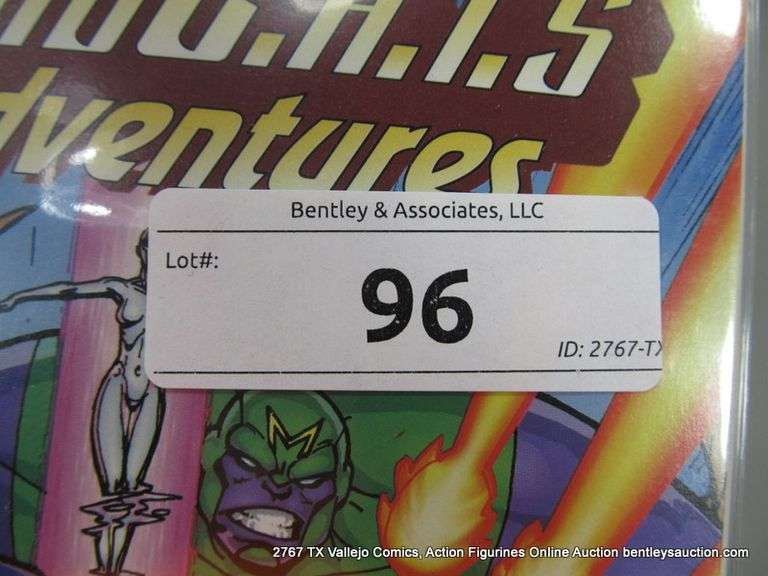 Adventures
Bentley & Associates, LLC
Lot#:
96
ID: 2767-TX
M
2767 TX Vallejo Comics, Action Figurines Online Auction bentleysauction.com